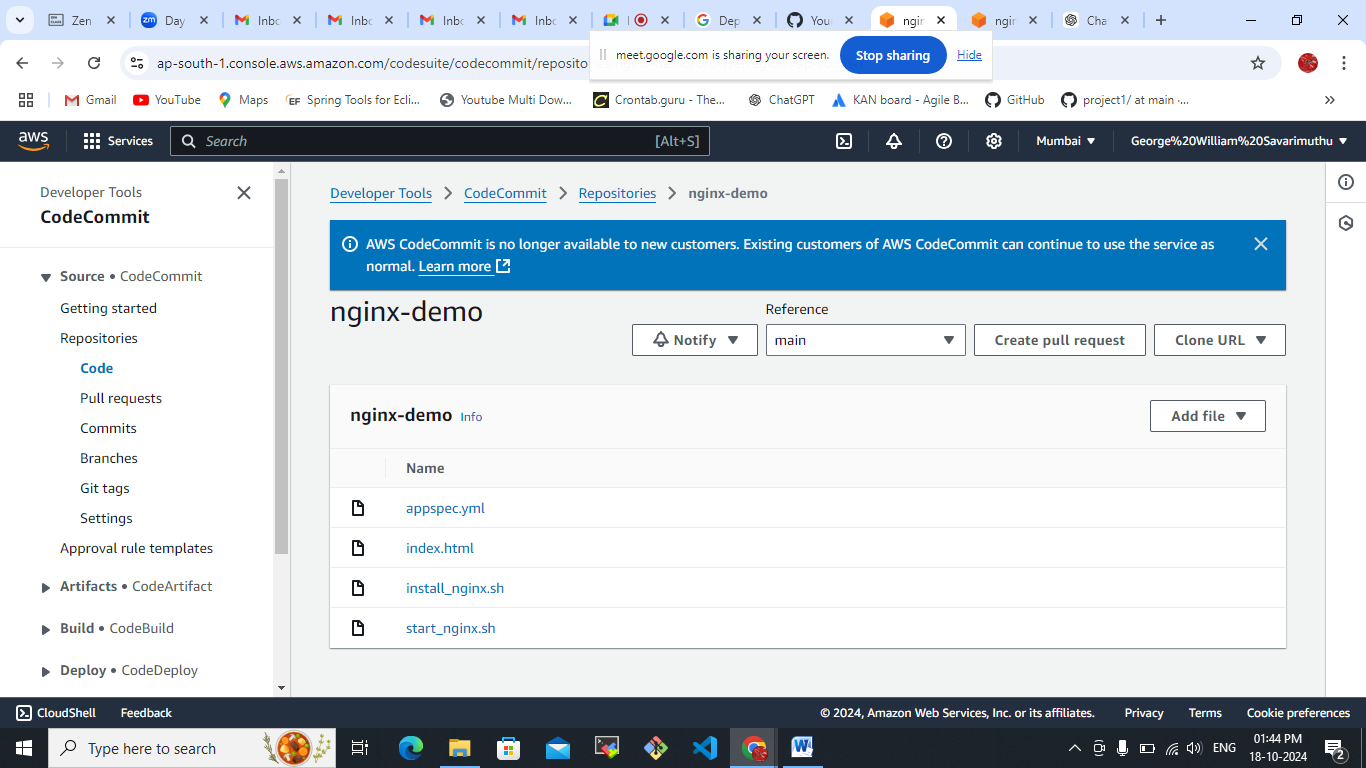 Zen
Day
Inbo
Inbo
Inbo
Inbo
Dep
You
ngin
ngin
Cha
ap-south-1.console.aws.amazon.com/codesuite/codecommit/reposito
meet.google.com is sharing your screen.
Stop sharing
Hide
Gmail
YouTube
Maps
Spring Tools for Ecli...
Youtube Multi Dow...
Crontab.guru - The...
ChatGPT
KAN board - Agile B...
GitHub
project1/ at main ·...
aws
Services
Search
[Alt+S]
Mumbai
George%20William%20Savarimuthu
Developer Tools
CodeCommit
Source • CodeCommit
Getting started
Repositories
Code
Pull requests
Commits
Branches
Git tags
Settings
Approval rule templates
Artifacts • CodeArtifact
Build • CodeBuild
Deploy • CodeDeploy
Developer Tools
CodeCommit
Repositories
nginx-demo
AWS CodeCommit is no longer available to new customers. Existing customers of AWS CodeCommit can continue to use the service as
normal. Learn more
nginx-demo
Reference
Notify
main
Create pull request
Clone URL
nginx-demo Info
Add file
Name
appspec.yml
index.html
install_nginx.sh
start_nginx.sh
CloudShell
Feedback
© 2024, Amazon Web Services, Inc. or its affiliates.
Privacy
Terms
Cookie preferences
Type here to search
ENG
01:44 PM
18-10-2024
2